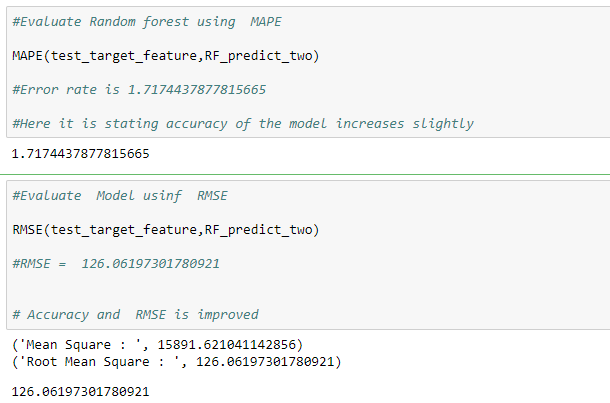 #Evaluate Random forest using  MAPE
MAPE(test_target_feature,RF_predict_two)
#Error rate is 1.7174437877815665
#Here it is stating accuracy of the model increases slightly
1.7174437877815665
#Evaluate  Model usinf  RMSE
RMSE(test_target_feature,RF_predict_two)
#RMSE =  126.06197301780921
# Accuracy and  RMSE is improved
('Mean Square : ', 15891.621041142856)
('Root Mean Square : ', 126.06197301780921)
126.06197301780921